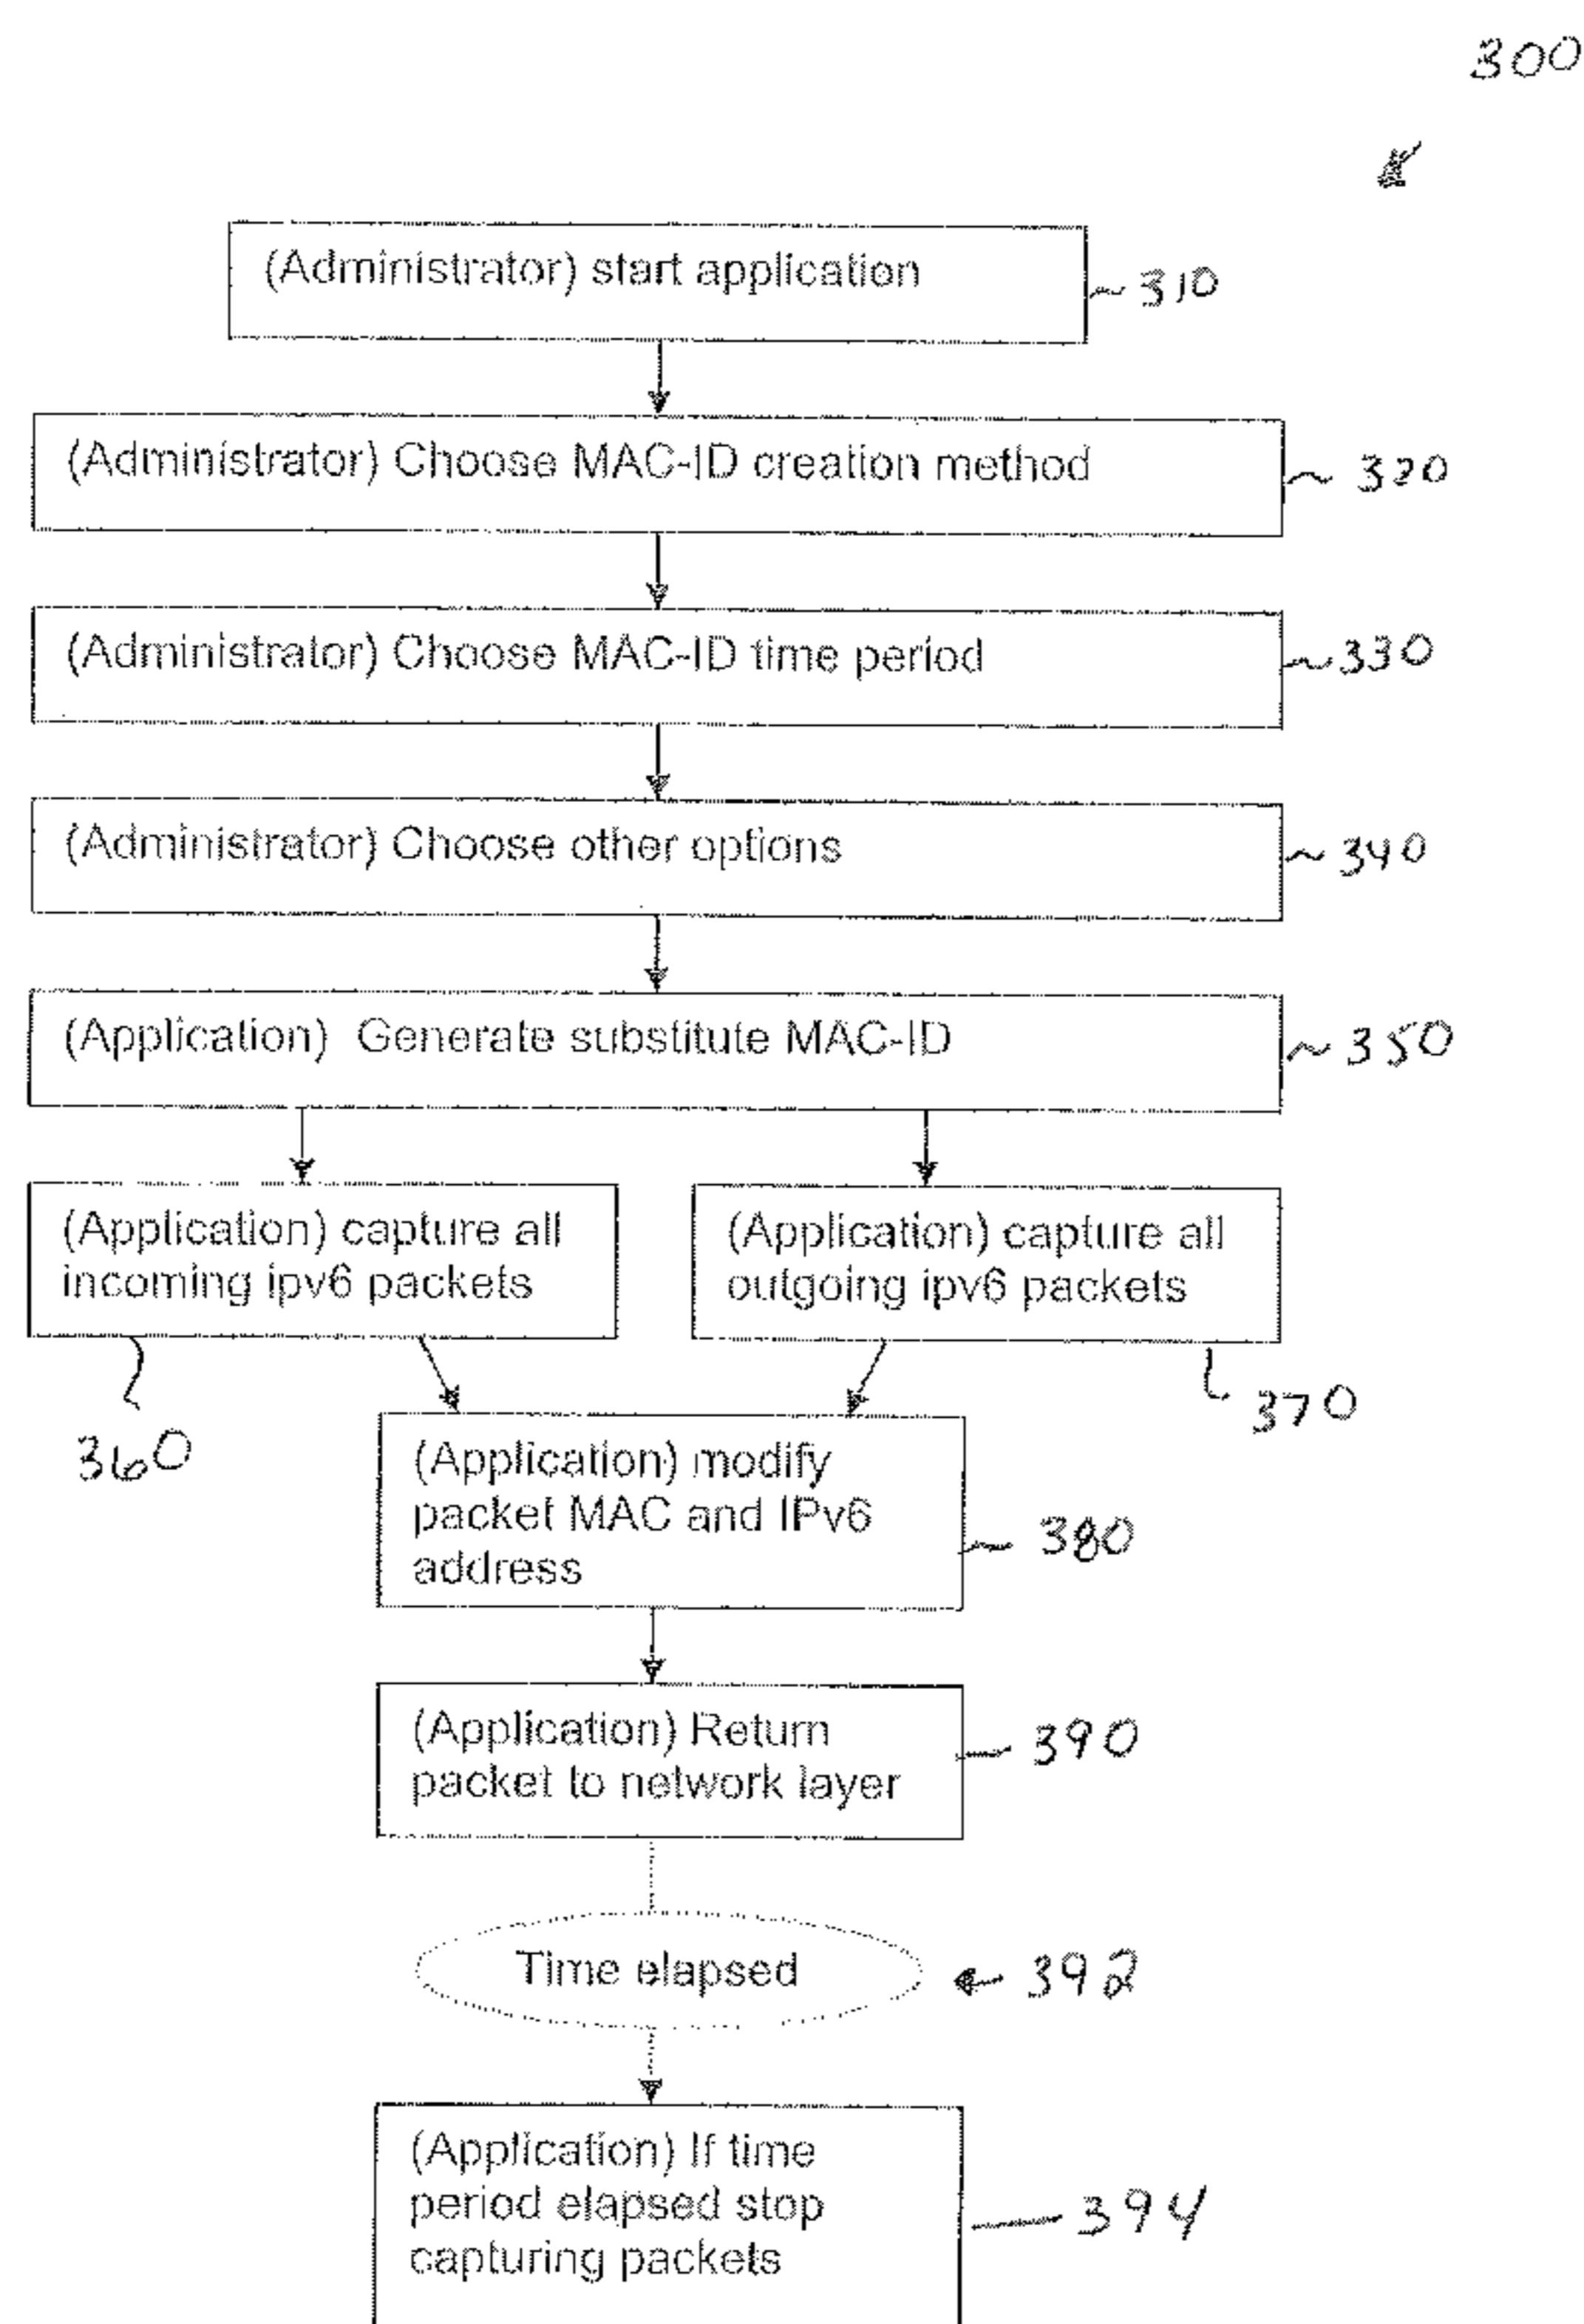 300
(Administrator) start application
310
(Administrator) Choose MAC-ID creation method
320
(Administrator) Choose MAC-ID time period
330
(Administrator) Choose other options
340
(Application) Generate substitute MAC-ID
350
(Application) capture all
incoming ipv6 packets
360
(Application) capture all
outgoing ipv6 packets
370
(Application) modify
packet MAC and IPv6
address
380
(Application) Return
packet to network layer
390
Time elapsed
392
(Application) If time
period elapsed stop
capturing packets
394